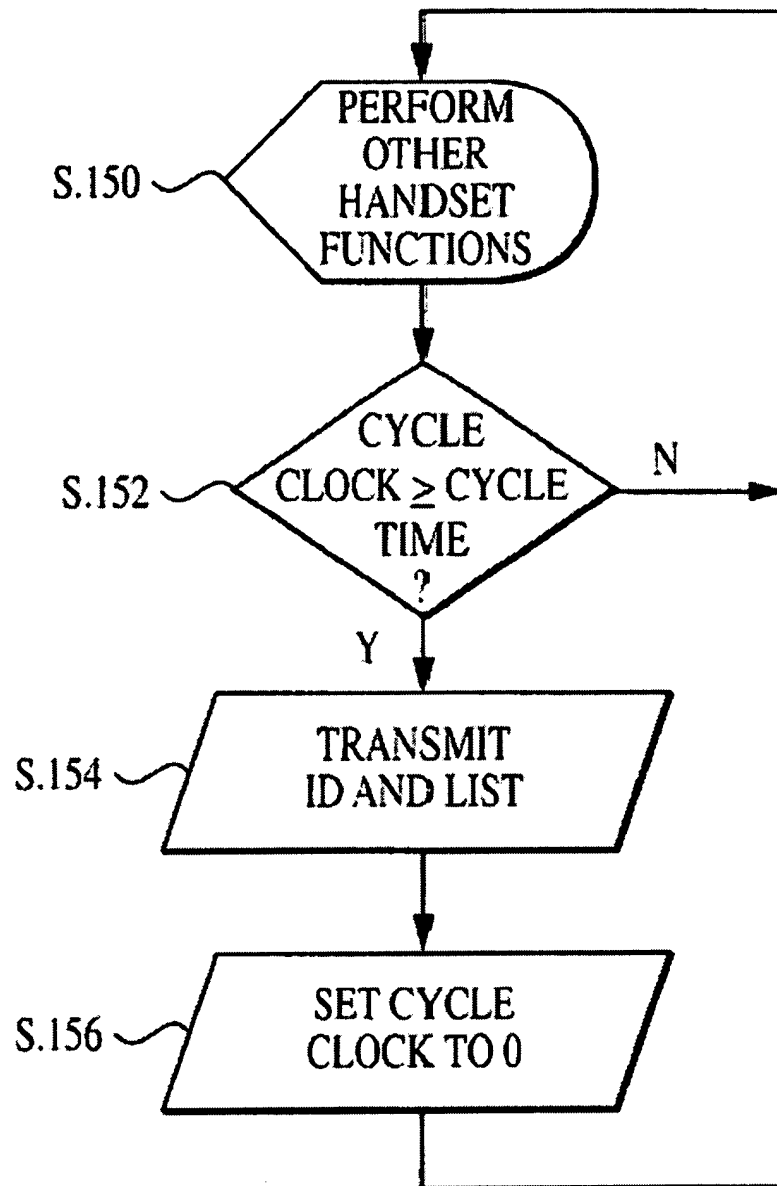 PERFORM
OTHER
HANDSET
FUNCTIONS
S.150
CYCLE
CLOCK ≥ CYCLE
TIME
?
S.152
N
Y
TRANSMIT
ID AND LIST
S.154
SET CYCLE
CLOCK TO 0
S.156